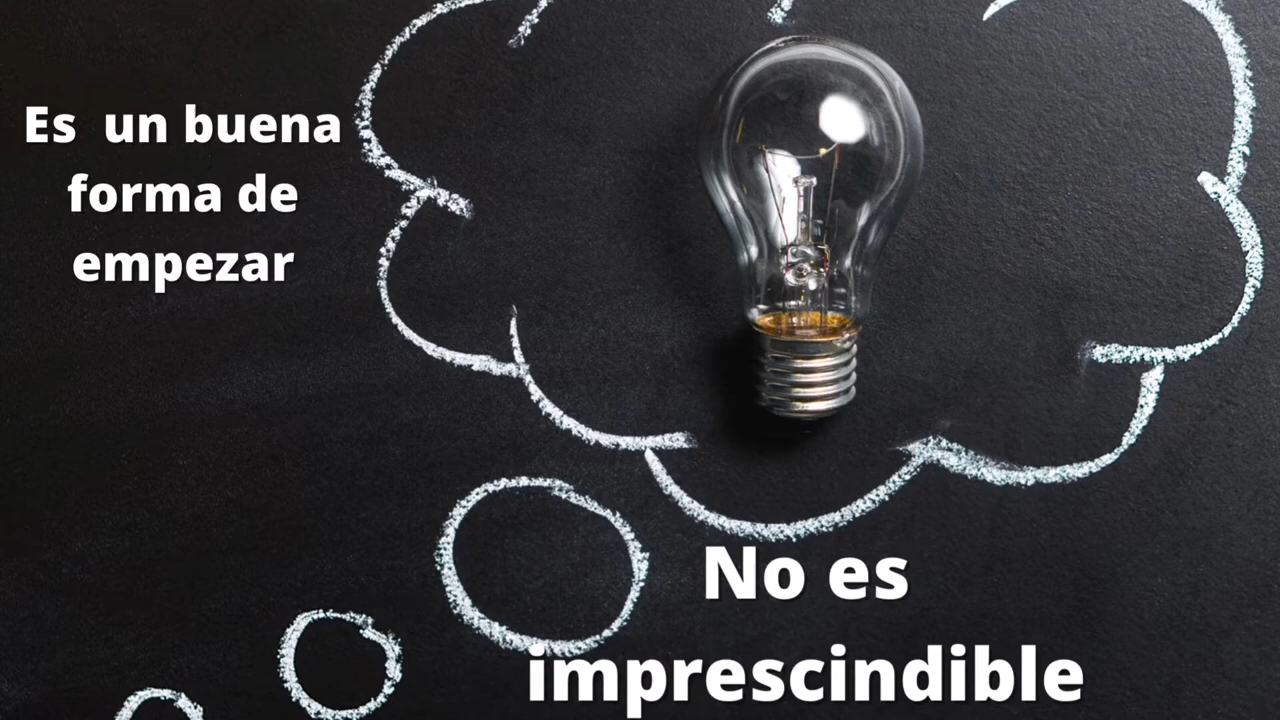 Es  un buena
forma de
empezar
No es
imprescindible